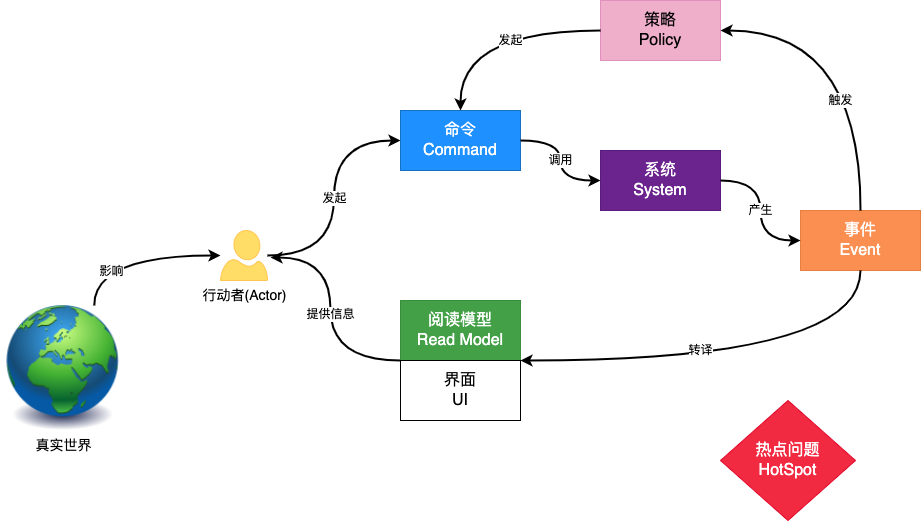 策略
Policy
发起
触发
命令
Command
调用
系统
System
发起
产生
事件
Event
影响
行动者(Actor)
提供信息
阅读模型
Read Model
转译
界面
UI
真实世界
热点问题
HotSpot